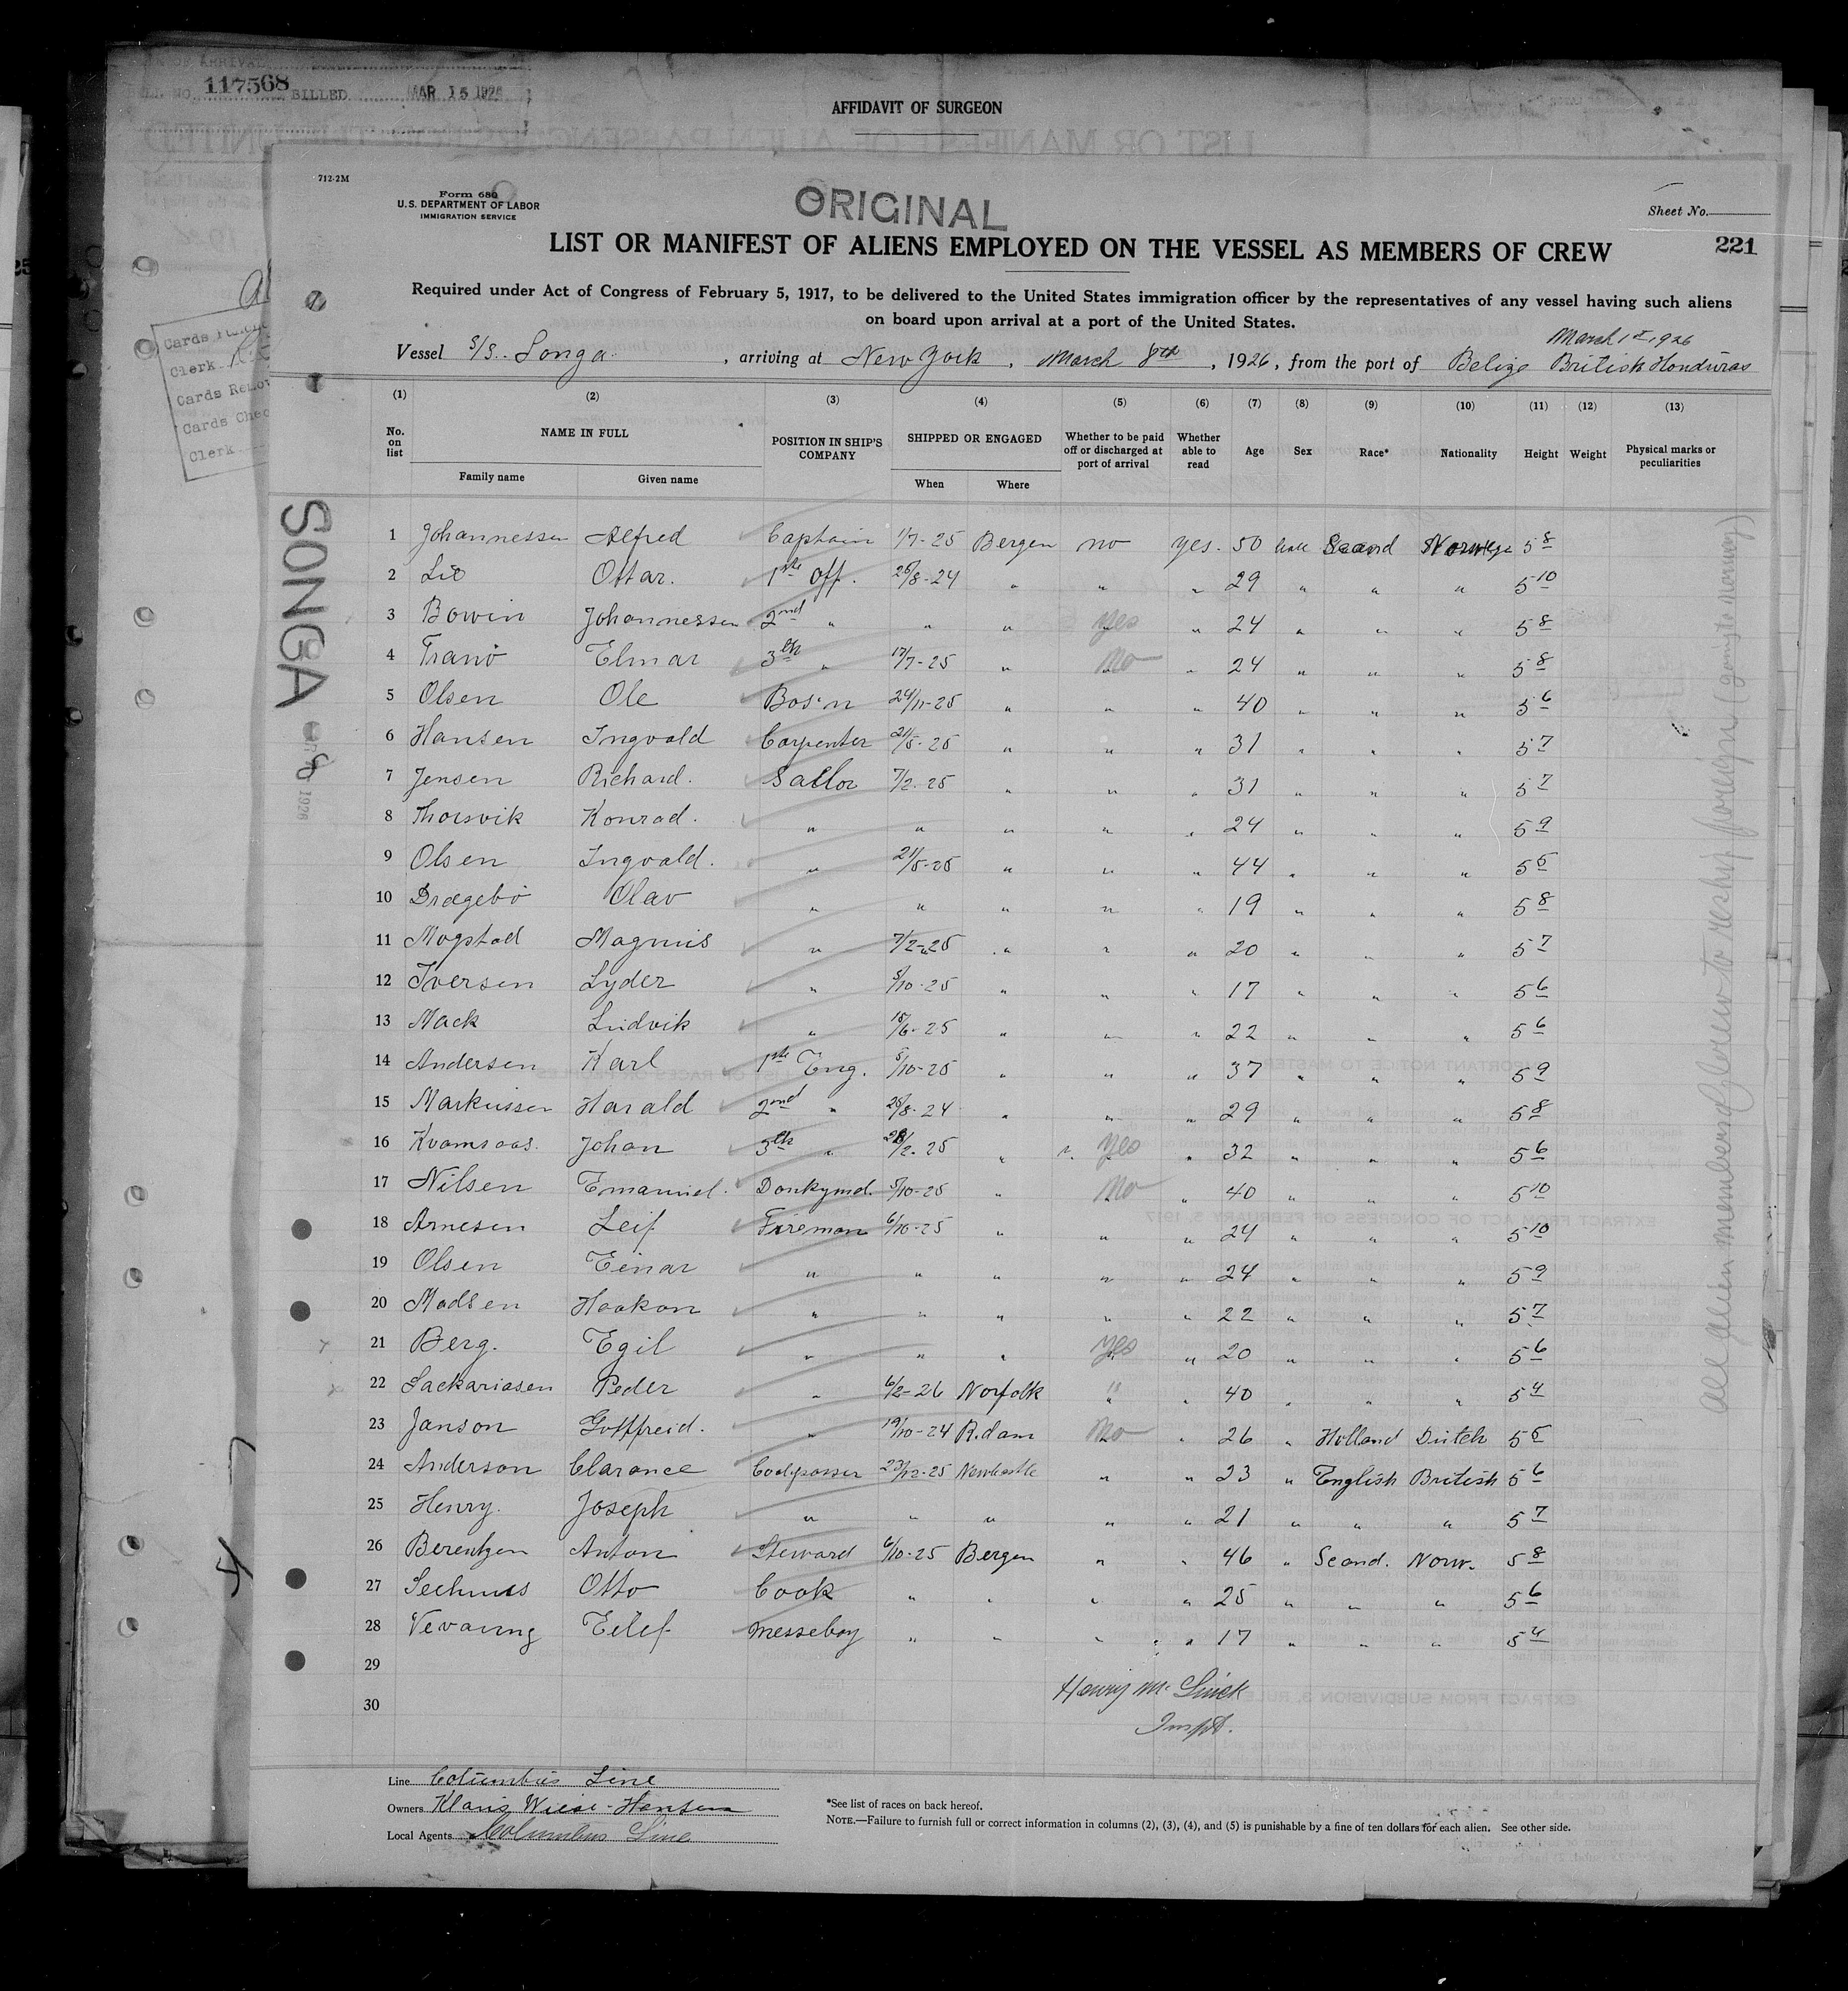 117568 BILLED MAR 15 1926
AFFIDAVIT OF SURGEON
712-2M
Form 680
U.S. DEPARTMENT OF LABOR
IMMIGRATION SERVICE
ORIGINAL
Sheet No.
LIST OR MANIFEST OF ALIENS EMPLOYED ON THE VESSEL AS MEMBERS OF CREW
221
Required under Act of Congress of February 5, 1917, to be delivered to the United States immigration officer by the representatives of any vessel having such aliens
on board upon arrival at a port of the United States.
March 1st 1926
Vessel S/S. Songa, arriving at New York, March 8th, 1926, from the port of Belize British Honduras
Cards
Clerk
Cards
Cards
Clerk
SONGA
1926
(1) (2) (3) (4) (5) (6) (7) (8) (9) (10) (11) (12) (13)
No. on list NAME IN FULL POSITION IN SHIP'S COMPANY SHIPPED OR ENGAGED Whether to be paid off or discharged at port of arrival Whether able to read Age Sex Race* Nationality Height Weight Physical marks or peculiarities
Family name Given name When Where
1 Johannessen Alfred Captain 1/7-25 Bergen no yes. 50 Male Scand Norwege 5 8
2 Lio Ottar. 1ste Off. 26/8-24 " " " 29 " " " 5 10
3 Bowin Johannessen 2nd " " " yes " 24 " " " 5 8
4 Tranö Elmar 3th " 17/7-25 " No " 24 " " " 5 8
5 Olsen Ole Bos'n 24/11-25 " " " 40 " " " 5 6
6 Hansen Ingvald Carpenter 21/5-25 " " " 31 " " " 5 7
7 Jensen Richard. Sailor 7/2-25 " " " 31 " " " 5 7
8 Thorsvik Konrad. " " " " " 24 " " " 5 9
9 Olsen Ingvald. " 21/5-25 " " " 44 " " " 5 5
10 Drægebö Olav " " " " " 19 " " " 5 8
11 Mogstad Magnus " 7/2-25 " " " 20 " " " 5 7
12 Iversen Lyder " 5/10-25 " " " 17 " " " 5 6
13 Mack Ludvik " 15/6-25 " " " 22 " " " 5 6
14 Andersen Karl 1ste Eng. 5/10-25 " " " 37 " " " 5 9
15 Markussen Harald 2nd " 26/8-24 " " " 29 " " " 5 8
16 Kvamsaas. Johan 3th " /2-25 " yes " 32 " " " 5 6
17 Nilsen Emanuel. Donkymd. 5/10-25 " No " 40 " " " 5 10
18 Arnesen Leif Fireman 6/10-25 " " " 24 " " " 5 10
19 Olsen Einar " " " " " 24 " " " 5 9
20 Madsen Haakon " " " " " 22 " " " 5 7
21 Berg. Egil " " " yes " 20 " " " 5 6
22 Sackariasen Peder " 6/2-26 Norfolk " " 40 " " " 5 4
23 Janson Gottfreid. " 19/10-24 R.dam No " 26 " Holland Dutch 5 5
24 Anderson Clarance Coalpasser 23/12-25 Newcastle " " 23 " English British 5 6
25 Henry. Joseph " " " " " 21 " " " 5 7
26 Berentzen Anton Steward 6/10-25 Bergen " " 46 " Scand. Norw. 5 8
27 Otto Cook " " " " 25 " " " 5 6
28 Eilef Messeboy " " " " 17 " " " 5 4
29
30
Henry M.
Inspt.
All alien members of crew to reship foreign (going to norway)
Line Columbus Line
Owners Klaus Wiese-Hansen
Local Agents Columbus Line
*See list of races on back hereof.
NOTE.—Failure to furnish full or correct information in columns (2), (3), (4), and (5) is punishable by a fine of ten dollars for each alien. See other side.